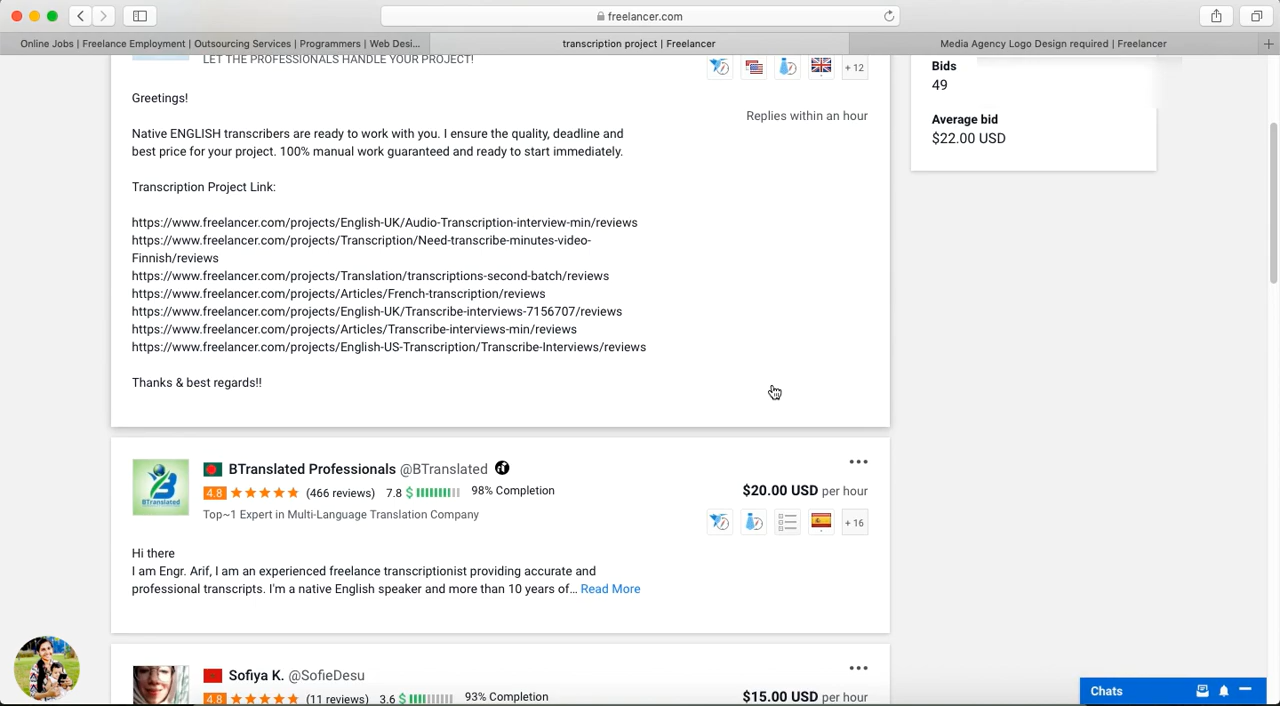 freelancer.com
Online Jobs | Freelance Employment | Outsourcing Services | Programmers | Web Desi...
transcription project | Freelancer
Media Agency Logo Design required | Freelancer
LET THE PROFESSIONALS HANDLE YOUR PROJECT!
+ 12
Greetings!
Replies within an hour
Native ENGLISH transcribers are ready to work with you. I ensure the quality, deadline and
best price for your project. 100% manual work guaranteed and ready to start immediately.
Transcription Project Link:
https://www.freelancer.com/projects/English-UK/Audio-Transcription-interview-min/reviews
https://www.freelancer.com/projects/Transcription/Need-transcribe-minutes-video-
Finnish/reviews
https://www.freelancer.com/projects/Translation/transcriptions-second-batch/reviews
https://www.freelancer.com/projects/Articles/French-transcription/reviews
https://www.freelancer.com/projects/English-UK/Transcribe-interviews-7156707/reviews
https://www.freelancer.com/projects/Articles/Transcribe-interviews-min/reviews
https://www.freelancer.com/projects/English-US-Transcription/Transcribe-Interviews/reviews
Thanks & best regards!!
Bids
49
Average bid
$22.00 USD
BTranslated
BTranslated Professionals @BTranslated
4.8 (466 reviews) 7.8 $ 98% Completion
Top~1 Expert in Multi-Language Translation Company
$20.00 USD per hour
+ 16
Hi there
I am Engr. Arif, I am an experienced freelance transcriptionist providing accurate and
professional transcripts. I'm a native English speaker and more than 10 years of... Read More
Sofiya K. @SofieDesu
4.8 (11 reviews) 3.6 $ 93% Completion
$15.00 USD per hour
Chats